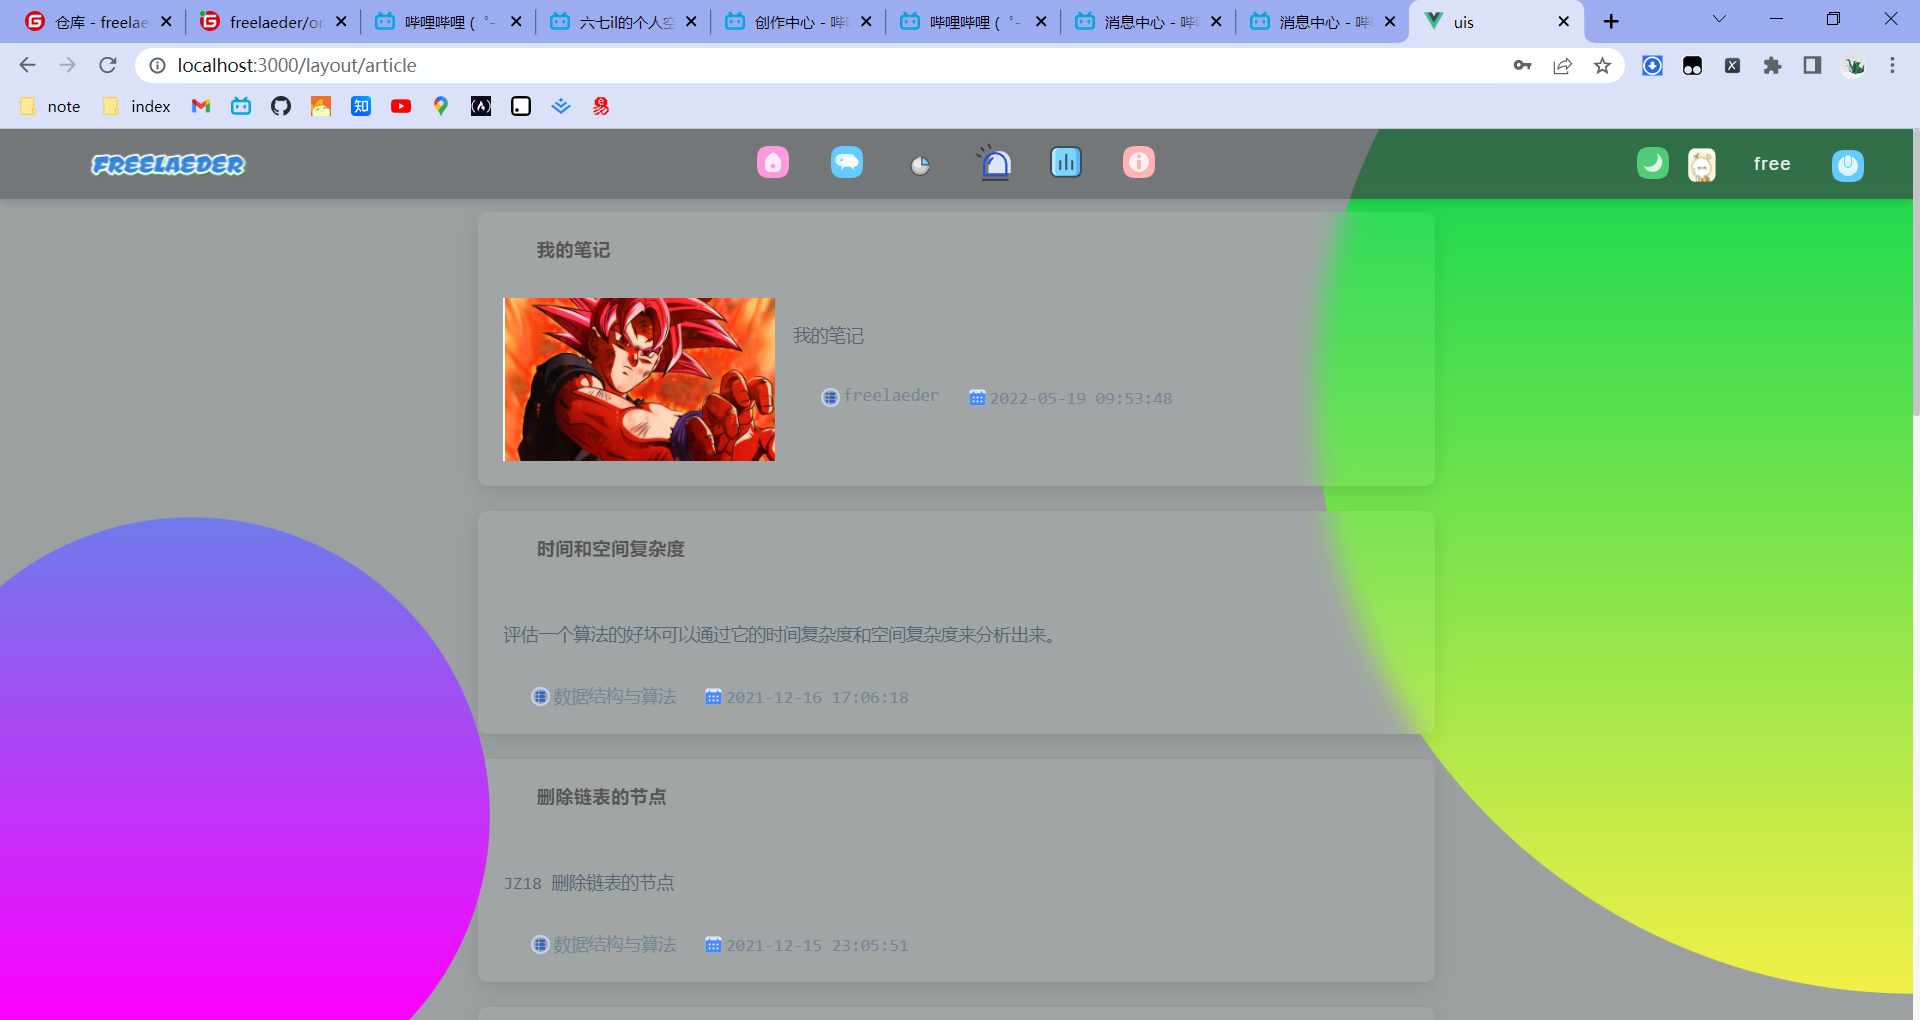 仓库 - freelae
freelaeder/or
哔哩哔哩 ( ゜-
六七il的个人空
创作中心 - 哔
哔哩哔哩 ( ゜-
消息中心 - 哔
消息中心 - 哔
uis
localhost:3000/layout/article
note
index
知
FREELAEDER
free
我的笔记
我的笔记
freelaeder
2022-05-19 09:53:48
时间和空间复杂度
评估一个算法的好坏可以通过它的时间复杂度和空间复杂度来分析出来。
数据结构与算法
2021-12-16 17:06:18
删除链表的节点
JZ18 删除链表的节点
数据结构与算法
2021-12-15 23:05:51